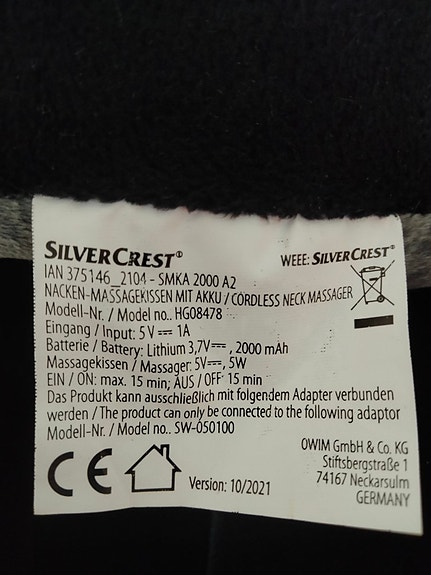 SILVERCREST® WEEE: SILVERCREST®
IAN 375146_2104 - SMKA 2000 A2
NACKEN-MASSAGEKISSEN MIT AKKU / CORDLESS NECK MASSAGER
Modell-Nr. / Model no.. HG08478
Eingang / Input: 5V⎓ 1A
Batterie / Battery: Lithium 3,7V⎓, 2000 mAh
Massagekissen / Massager: 5V⎓, 5W
EIN / ON: max. 15 min; AUS / OFF: 15 min
Das Produkt kann ausschließlich mit folgendem Adapter verbunden
werden / The product can only be connected to the following adaptor
Modell-Nr. / Model no.. SW-050100
CE
Version: 10/2021
OWIM GmbH & Co. KG
Stiftsbergstraße 1
74167 Neckarsulm
GERMANY